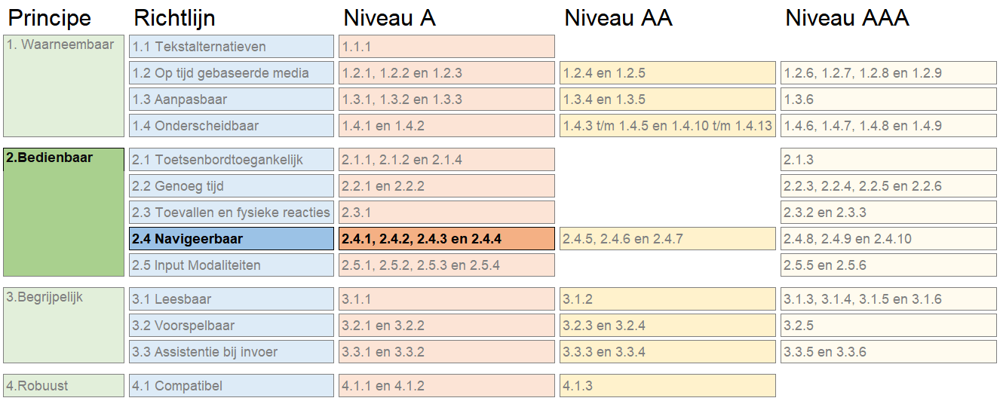 Principe Richtlijn Niveau A Niveau AA Niveau AAA
1. Waarneembaar 1.1 Tekstalternatieven 1.1.1
1.2 Op tijd gebaseerde media 1.2.1, 1.2.2 en 1.2.3 1.2.4 en 1.2.5 1.2.6, 1.2.7, 1.2.8 en 1.2.9
1.3 Aanpasbaar 1.3.1, 1.3.2 en 1.3.3 1.3.4 en 1.3.5 1.3.6
1.4 Onderscheidbaar 1.4.1 en 1.4.2 1.4.3 t/m 1.4.5 en 1.4.10 t/m 1.4.13 1.4.6, 1.4.7, 1.4.8 en 1.4.9
2.Bedienbaar 2.1 Toetsenbordtoegankelijk 2.1.1, 2.1.2 en 2.1.4 2.1.3
2.2 Genoeg tijd 2.2.1 en 2.2.2 2.2.3, 2.2.4, 2.2.5 en 2.2.6
2.3 Toevallen en fysieke reacties 2.3.1 2.3.2 en 2.3.3
2.4 Navigeerbaar 2.4.1, 2.4.2, 2.4.3 en 2.4.4 2.4.5, 2.4.6 en 2.4.7 2.4.8, 2.4.9 en 2.4.10
2.5 Input Modaliteiten 2.5.1, 2.5.2, 2.5.3 en 2.5.4 2.5.5 en 2.5.6
3.Begrijpelijk 3.1 Leesbaar 3.1.1 3.1.2 3.1.3, 3.1.4, 3.1.5 en 3.1.6
3.2 Voorspelbaar 3.2.1 en 3.2.2 3.2.3 en 3.2.4 3.2.5
3.3 Assistentie bij invoer 3.3.1 en 3.3.2 3.3.3 en 3.3.4 3.3.5 en 3.3.6
4.Robuust 4.1 Compatibel 4.1.1 en 4.1.2 4.1.3